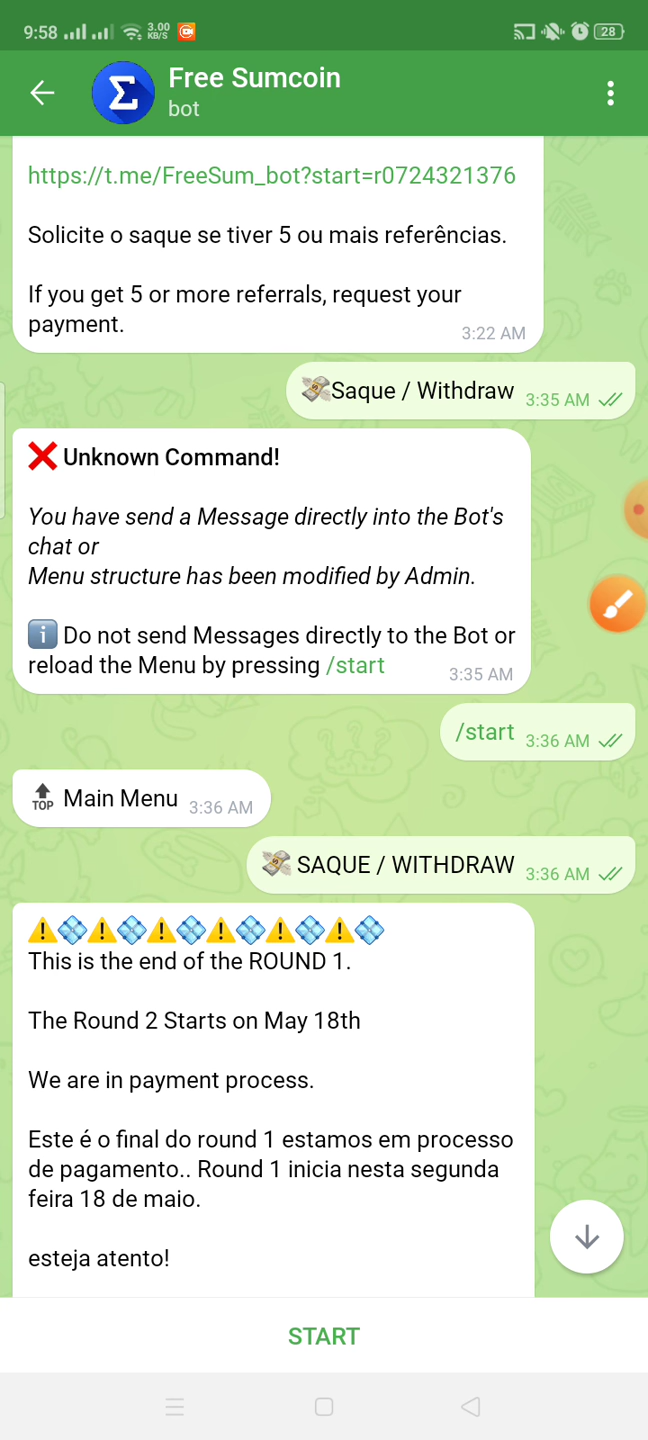 9:58 3.00 KB/S 28
Free Sumcoin
bot
https://t.me/FreeSum_bot?start=r0724321376
Solicite o saque se tiver 5 ou mais referências.
If you get 5 or more referrals, request your
payment.
3:22 AM
Saque / Withdraw 3:35 AM
Unknown Command!
You have send a Message directly into the Bot's
chat or
Menu structure has been modified by Admin.
Do not send Messages directly to the Bot or
reload the Menu by pressing /start 3:35 AM
/start 3:36 AM
TOP Main Menu 3:36 AM
SAQUE / WITHDRAW 3:36 AM
This is the end of the ROUND 1.
The Round 2 Starts on May 18th
We are in payment process.
Este é o final do round 1 estamos em processo
de pagamento.. Round 1 inicia nesta segunda
feira 18 de maio.
esteja atento!
START